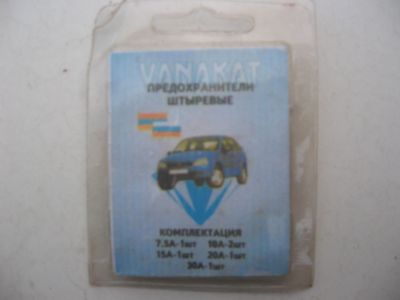 VANAKAT
ПРЕДОХРАНИТЕЛИ
ШТЫРЕВЫЕ
КОМПЛЕКТАЦИЯ
7.5А-1шт 10А-2шт
15А-1шт 20А-1шт
30А-1шт